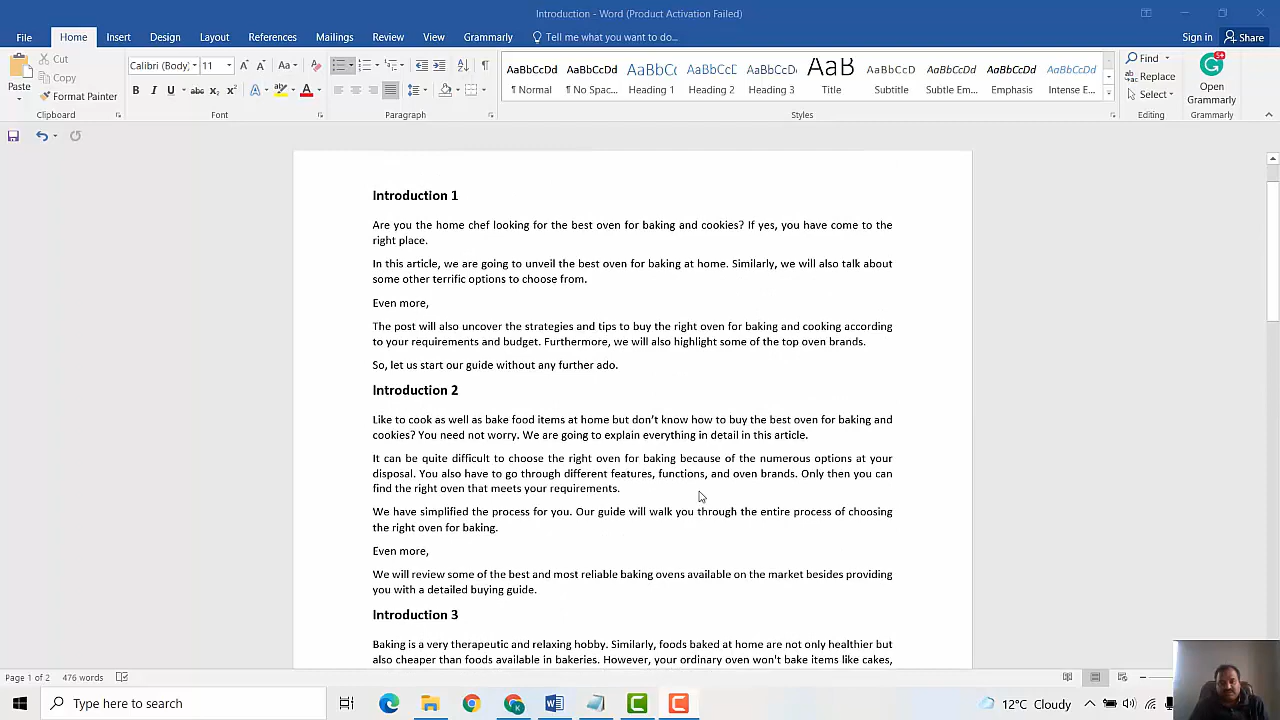 Introduction - Word (Product Activation Failed)
File Home Insert Design Layout References Mailings Review View Grammarly Tell me what you want to do... Sign in Share
Cut
Copy
Paste
Format Painter
Clipboard
Calibri (Body) 11 Aa
B I U abc x₂ x² A
Font
Paragraph
BbCcDd AaBbCcDd AaBbC AaBbCcC AaBbCcD AaB AaBbCcD AaBbCcDd AaBbCcDd AaBbCcDd
¶ Normal ¶ No Spac... Heading 1 Heading 2 Heading 3 Title Subtitle Subtle Em... Emphasis Intense E...
Styles
Find
Replace
Select
Editing
Open
Grammarly
Grammarly
Introduction 1
Are you the home chef looking for the best oven for baking and cookies? If yes, you have come to the
right place.
In this article, we are going to unveil the best oven for baking at home. Similarly, we will also talk about
some other terrific options to choose from.
Even more,
The post will also uncover the strategies and tips to buy the right oven for baking and cooking according
to your requirements and budget. Furthermore, we will also highlight some of the top oven brands.
So, let us start our guide without any further ado.
Introduction 2
Like to cook as well as bake food items at home but don’t know how to buy the best oven for baking and
cookies? You need not worry. We are going to explain everything in detail in this article.
It can be quite difficult to choose the right oven for baking because of the numerous options at your
disposal. You also have to go through different features, functions, and oven brands. Only then you can
find the right oven that meets your requirements.
We have simplified the process for you. Our guide will walk you through the entire process of choosing
the right oven for baking.
Even more,
We will review some of the best and most reliable baking ovens available on the market besides providing
you with a detailed buying guide.
Introduction 3
Baking is a very therapeutic and relaxing hobby. Similarly, foods baked at home are not only healthier but
also cheaper than foods available in bakeries. However, your ordinary oven won't bake items like cakes,
Page 1 of 2 476 words
Type here to search
12°C Cloudy